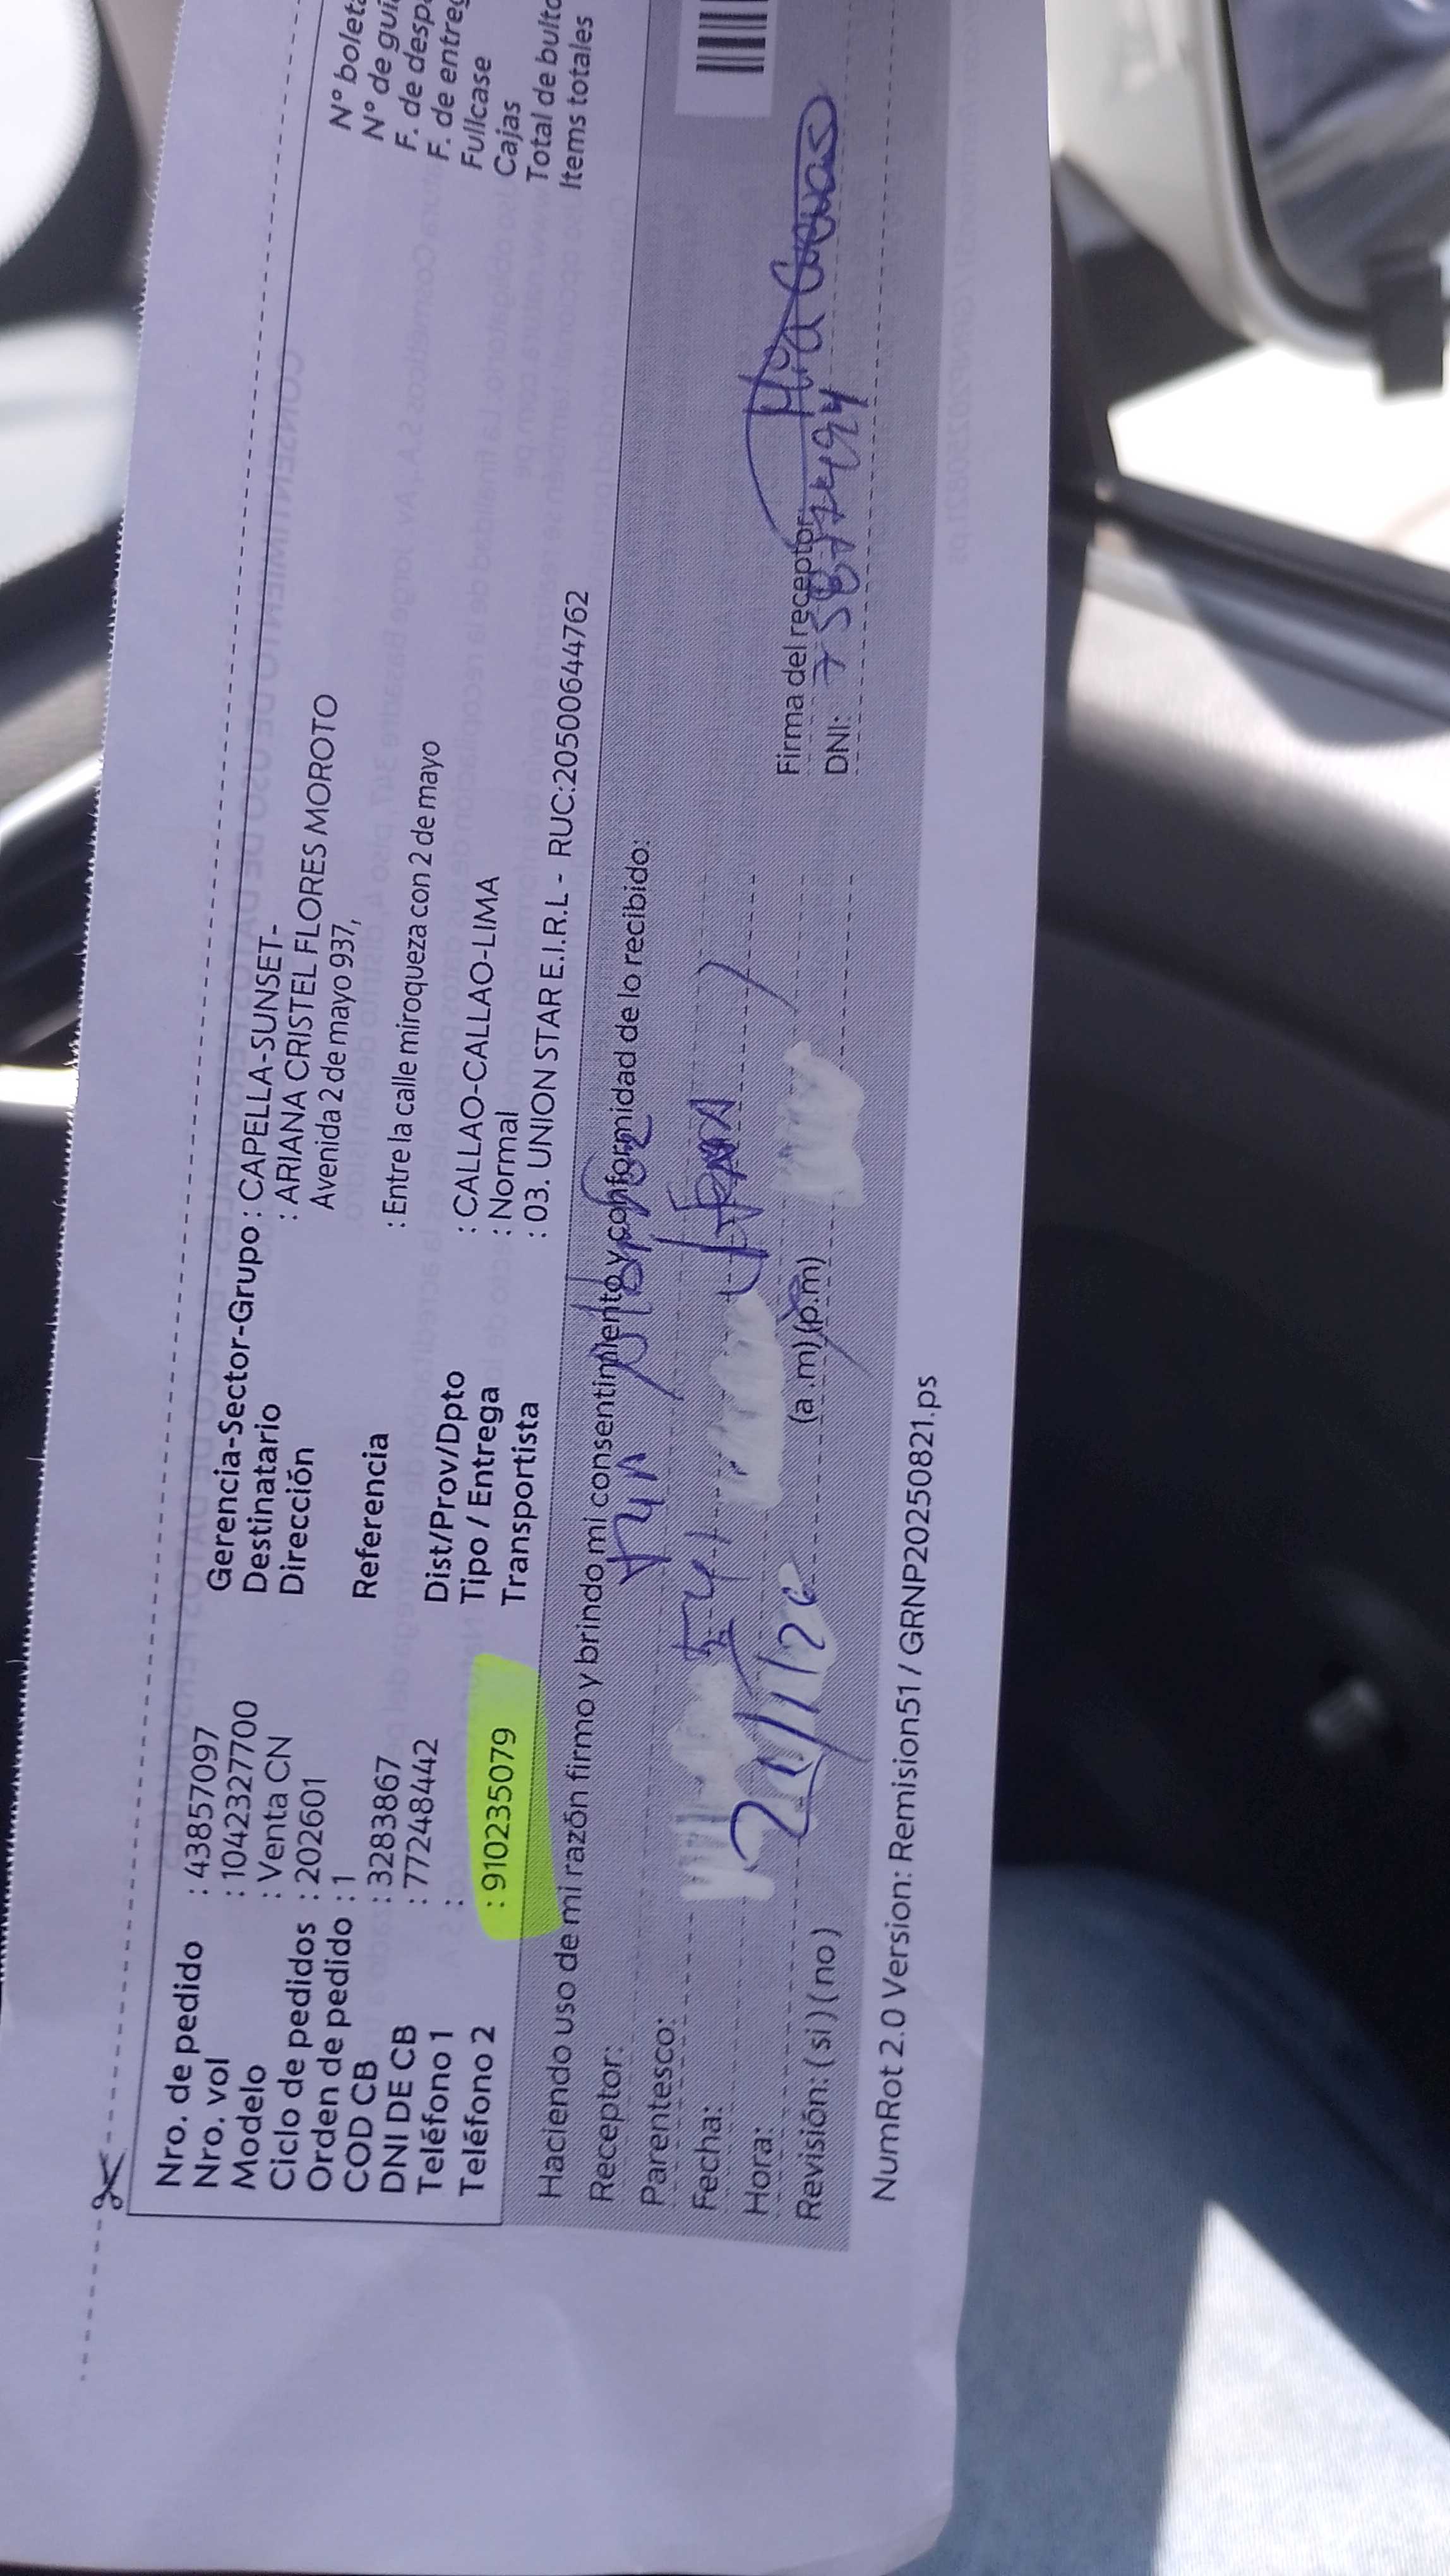 Nro. de pedido : 43857097
Nro. vol : 1042327700
Modelo : Venta CN
Ciclo de pedidos : 202601
Orden de pedido : 1
COD CB : 3283867
DNI DE CB : 77248442
Teléfono 1 :
Teléfono 2 : 910235079
Gerencia-Sector-Grupo : CAPELLA-SUNSET-
Destinatario : ARIANA CRISTEL FLORES MOROTO
Dirección Avenida 2 de mayo 937,
Referencia : Entre la calle miroqueza con 2 de mayo
Dist/Prov/Dpto : CALLAO-CALLAO-LIMA
Tipo / Entrega : Normal
Transportista : 03. UNION STAR E.I.R.L - RUC:20500644762
N° boleta
N° de guí
F. de desp
F. de entreg
Fullcase
Cajas
Total de bulto
Items totales
Haciendo uso de mi razón firmo y brindo mi consentimiento y conformidad de lo recibido:
Receptor:
Parentesco:
Fecha:
Hora: (a .m) (p.m)
Revisión: ( si ) ( no )
Firma del receptor:
DNI:
NumRot 2.0 Version: Remision51 / GRNP20250821.ps